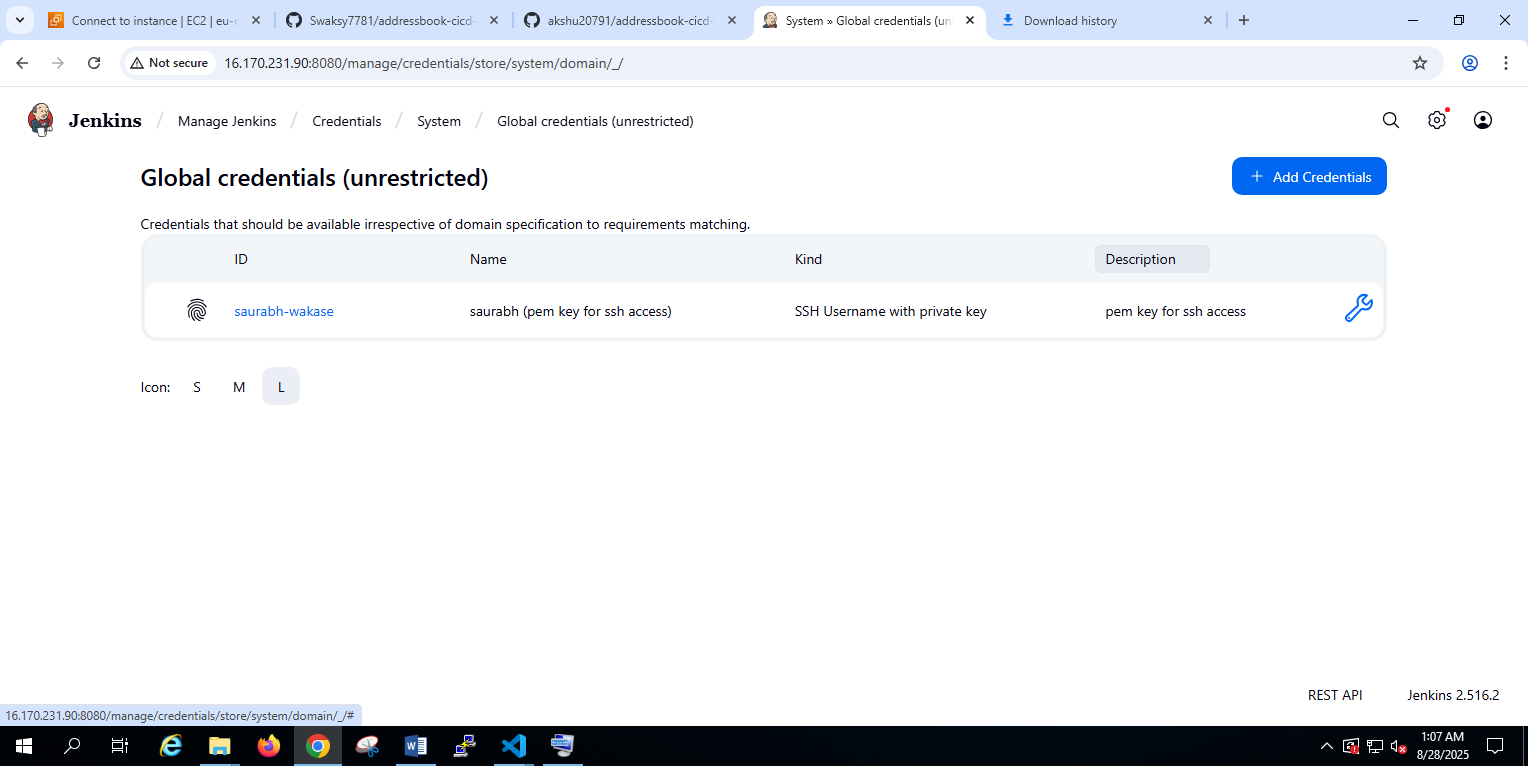 Connect to instance | EC2 | eu-n
Swaksy7781/addressbook-cicd-
akshu20791/addressbook-cicd-
System » Global credentials (un
Download history
Not secure
16.170.231.90:8080/manage/credentials/store/system/domain/_/
Jenkins / Manage Jenkins / Credentials / System / Global credentials (unrestricted)
Global credentials (unrestricted)
+ Add Credentials
Credentials that should be available irrespective of domain specification to requirements matching.
ID Name Kind Description
saurabh-wakase saurabh (pem key for ssh access) SSH Username with private key pem key for ssh access
Icon: S M L
REST API Jenkins 2.516.2
16.170.231.90:8080/manage/credentials/store/system/domain/_/#
1:07 AM
8/28/2025